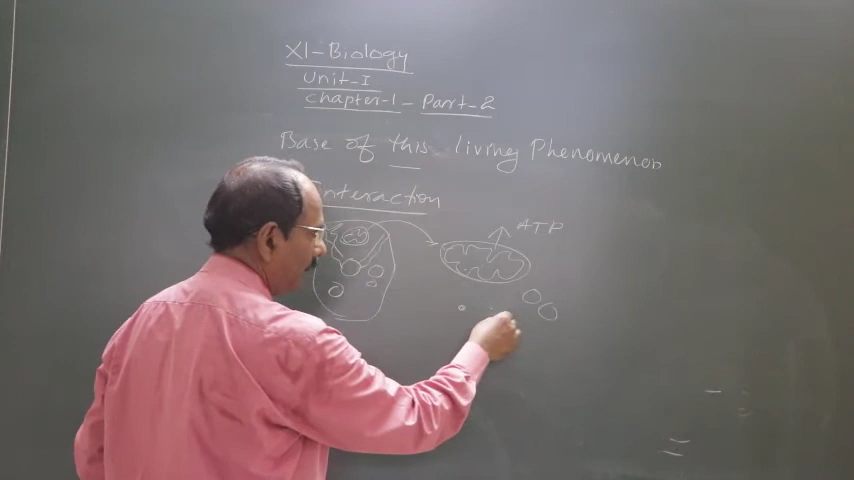 XI-Biology
Unit-I
Chapter-1 - Part-2
Base of this living Phenomenon
Interaction
ATP